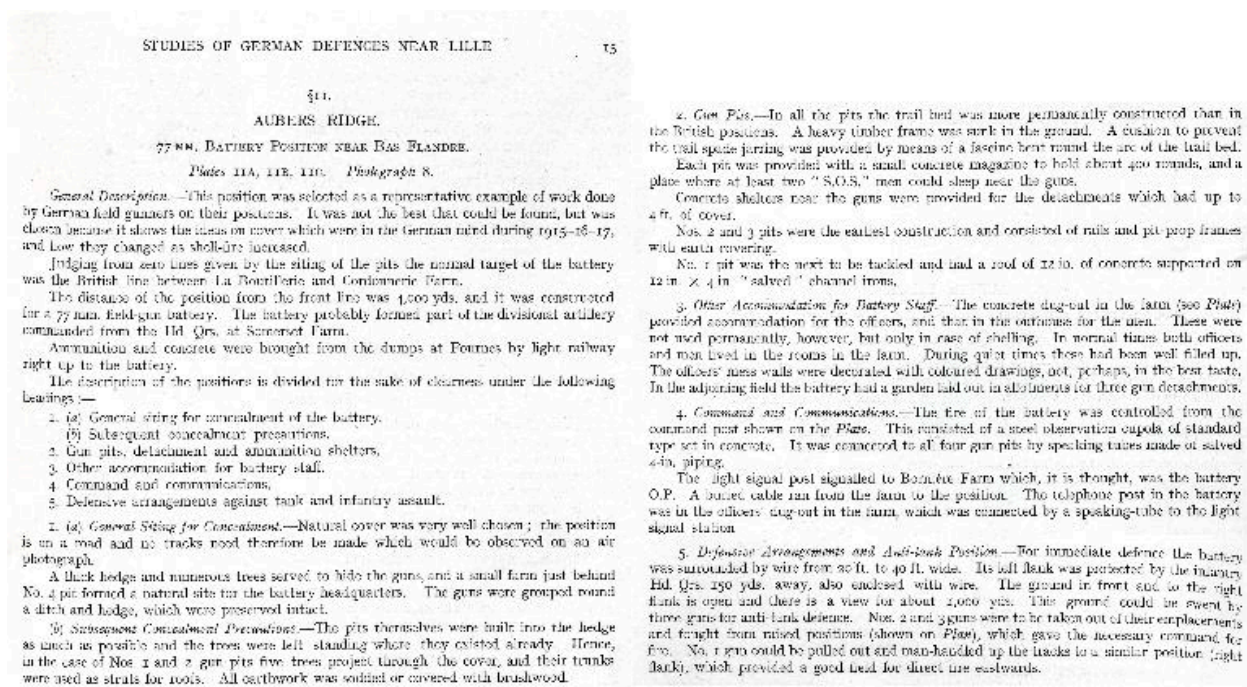 STUDIES OF GERMAN DEFENCES NEAR LILLE 15
§11.
AUBERS RIDGE.
77 MM. BATTERY POSITION NEAR BAS FLANDRE.
Plates 11A, 11B, 11C. Photograph 8.
General Description.—This position was selected as a representative example of work done
by German field gunners on their positions. It was not the best that could be found, but was
chosen because it shows the ideas on cover which were in the German mind during 1915-16-17,
and how they changed as shell-fire increased.
Judging from zero lines given by the siting of the pits the normal target of the battery
was the British line between La Boutillerie and Cordonnerie Farm.
The distance of the position from the front line was 4,000 yds. and it was constructed
for a 77 mm. field-gun battery. The battery probably formed part of the divisional artillery
commanded from the Hd. Qrs. at Somerset Farm.
Ammunition and concrete were brought from the dumps at Fournes by light railway
right up to the battery.
The description of the positions is divided for the sake of clearness under the following
headings :—
1. (a) General siting for concealment of the battery.
(b) Subsequent concealment precautions.
2. Gun pits, detachment and ammunition shelters.
3. Other accommodation for battery staff.
4. Command and communications.
5. Defensive arrangements against tank and infantry assault.
1. (a) General Siting for Concealment.—Natural cover was very well chosen ; the position
is on a road and no tracks need therefore be made which would be observed on an air
photograph.
A thick hedge and numerous trees served to hide the guns, and a small farm just behind
No. 4 pit formed a natural site for the battery headquarters. The guns were grouped round
a ditch and hedge, which were preserved intact.
(b) Subsequent Concealment Precautions.—The pits themselves were built into the hedge
as much as possible and the trees were left standing where they existed already. Hence,
in the case of Nos. 1 and 2 gun pits five trees project through the cover, and their trunks
were used as struts for roofs. All earthwork was sodded or covered with brushwood.
2. Gun Pits.—In all the pits the trail bed was more permanently constructed than in
the British positions. A heavy timber frame was sunk in the ground. A cushion to prevent
the trail spade jarring was provided by means of a fascine bent round the arc of the trail bed.
Each pit was provided with a small concrete magazine to hold about 400 rounds, and a
place where at least two "S.O.S." men could sleep near the guns.
Concrete shelters near the guns were provided for the detachments which had up to
4 ft. of cover.
Nos. 2 and 3 pits were the earliest construction and consisted of rails and pit-prop frames
with earth covering.
No. 1 pit was the next to be tackled and had a roof of 12 in. of concrete supported on
12 in. × 4 in. "salved" channel irons.
3. Other Accommodation for Battery Staff.—The concrete dug-out in the farm (see Plate)
provided accommodation for the officers, and that in the outhouse for the men. These were
not used permanently, however, but only in case of shelling. In normal times both officers
and men lived in the rooms in the farm. During quiet times these had been well filled up.
The officers' mess walls were decorated with coloured drawings, not, perhaps, in the best taste.
In the adjoining field the battery had a garden laid out in allotments for three gun detachments.
4. Command and Communications.—The fire of the battery was controlled from the
command post shown on the Plate. This consisted of a steel observation cupola of standard
type set in concrete. It was connected to all four gun pits by speaking tubes made of salved
4-in. piping.
The light signal post signalled to Farm which, it is thought, was the battery
O.P. A buried cable ran from the farm to the position. The telephone post in the battery
was in the officers' dug-out in the farm, which was connected by a speaking-tube to the light
signal station
5. Defensive Arrangements and Anti-tank Position.—For immediate defence the battery
was surrounded by wire from 20 ft. to 40 ft. wide. Its left flank was protected by the infantry
Hd. Qrs. 150 yds. away, also enclosed with wire. The ground in front and to the right
flank is open and there is a view for about 1,000 yds. This ground could be swept by
three guns for anti-tank defence. Nos. 2 and 3 guns were to be taken out of their emplacements
and fought from raised positions (shown on Plan), which gave the necessary command for
fire. No. 1 gun could be pulled out and man-handled up the tracks to a similar position (right
flank), which provided a good field for direct fire eastwards.